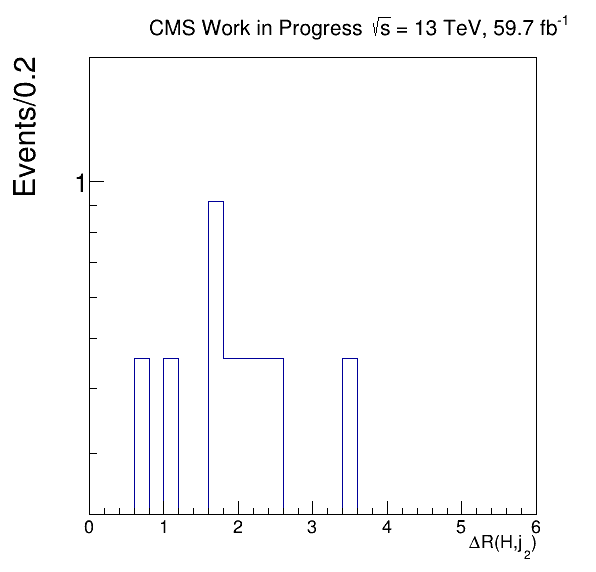 CMS Work in Progress √s = 13 TeV, 59.7 fb⁻¹
Events/0.2
1
0 1 2 3 4 5 6
ΔR(H,j₂)